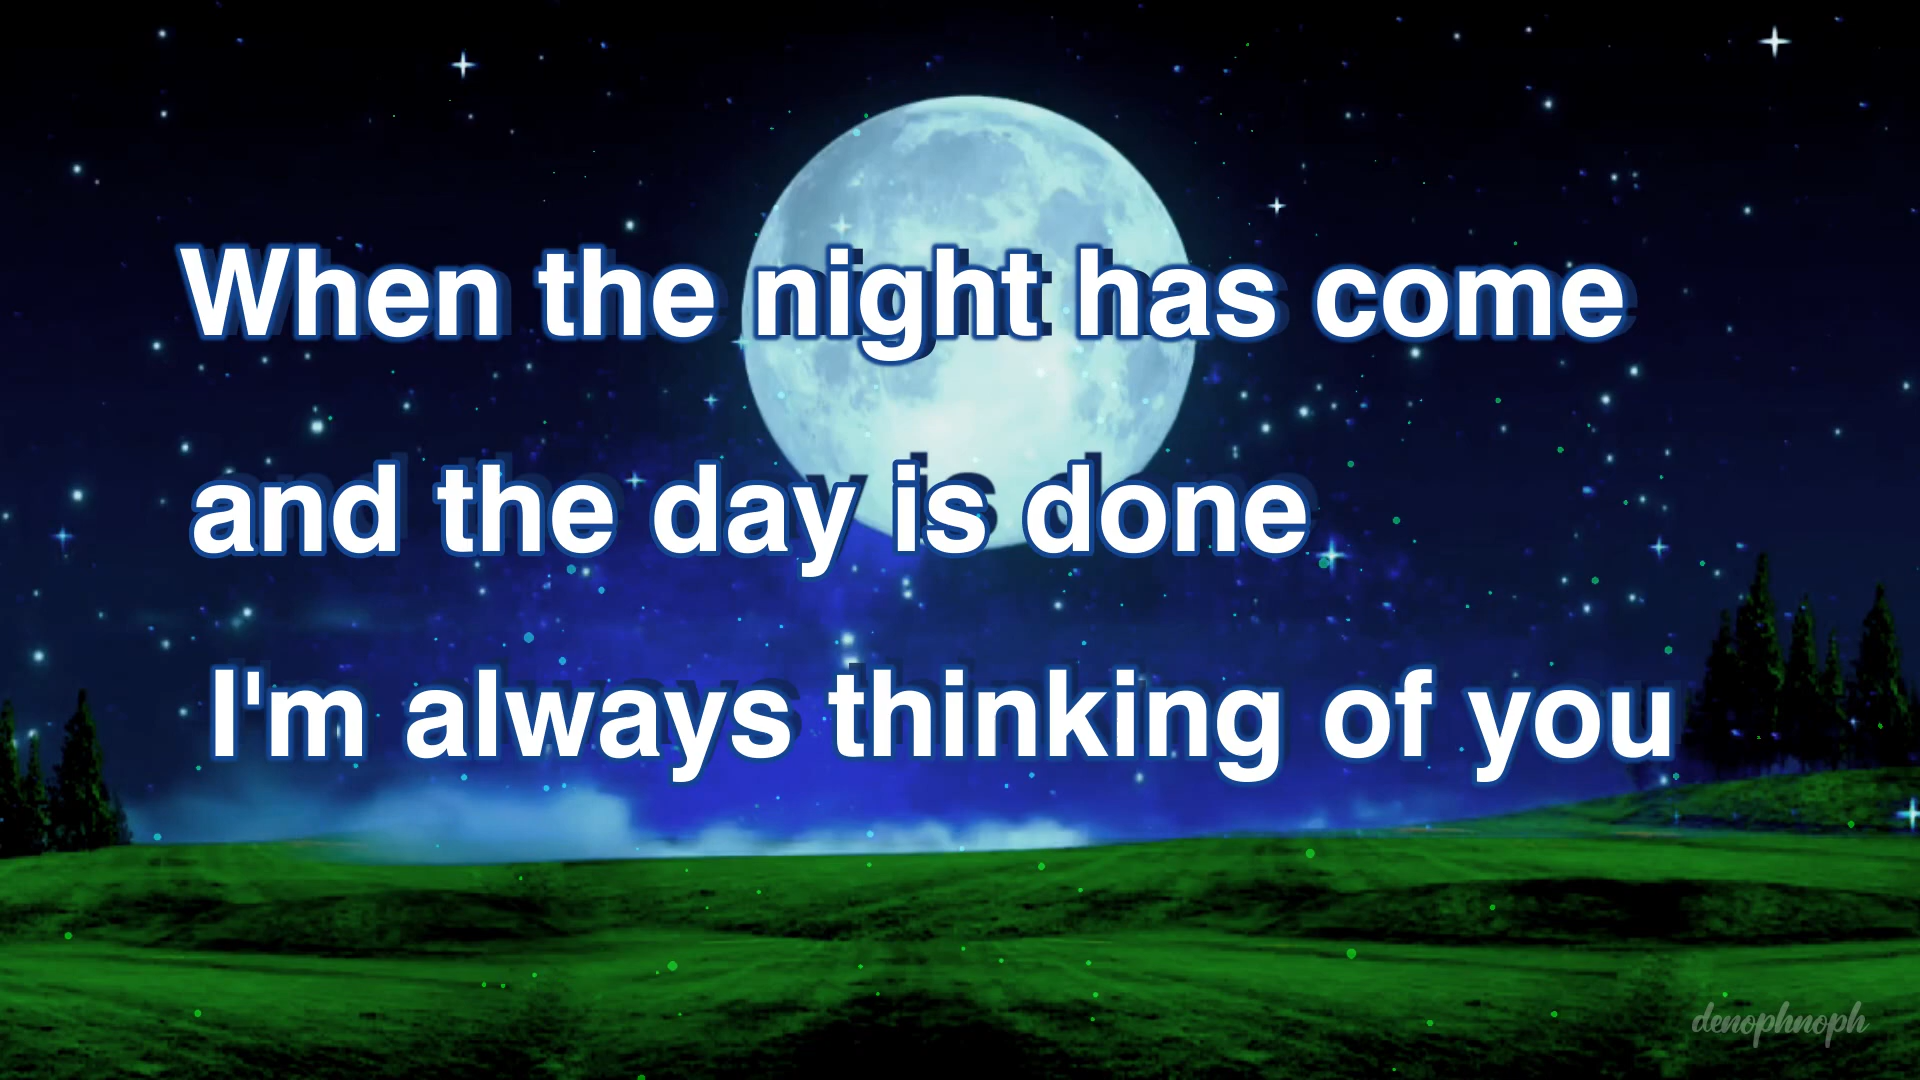 When the night has come
and the day is done
I'm always thinking of you
denophnoph